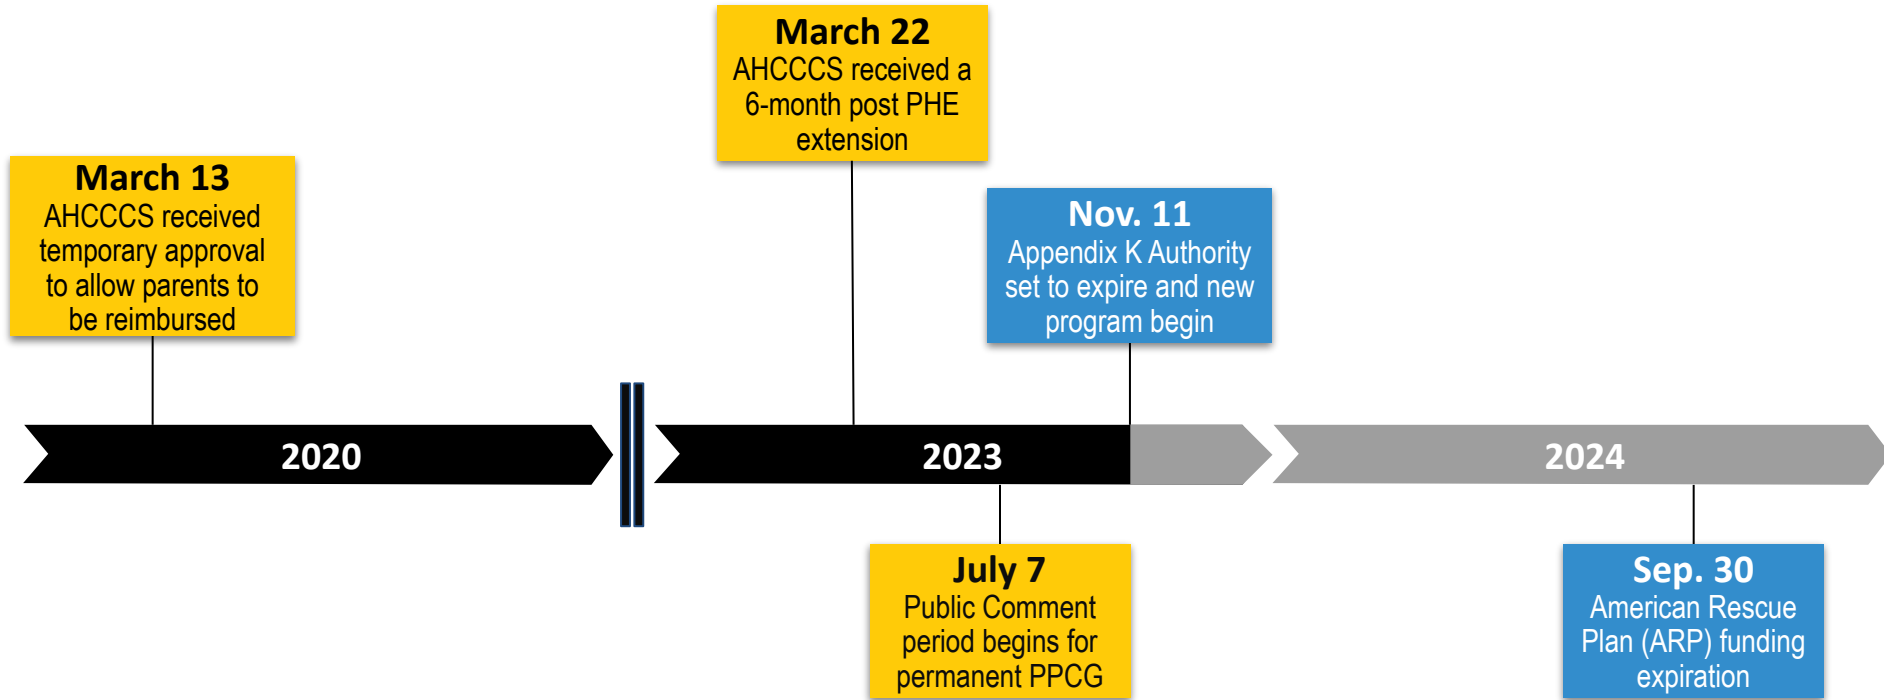 March 13
AHCCCS received
temporary approval
to allow parents to
be reimbursed
March 22
AHCCCS received a
6-month post PHE
extension
Nov. 11
Appendix K Authority
set to expire and new
program begin
2020
2023
2024
July 7
Public Comment
period begins for
permanent PPCG
Sep. 30
American Rescue
Plan (ARP) funding
expiration